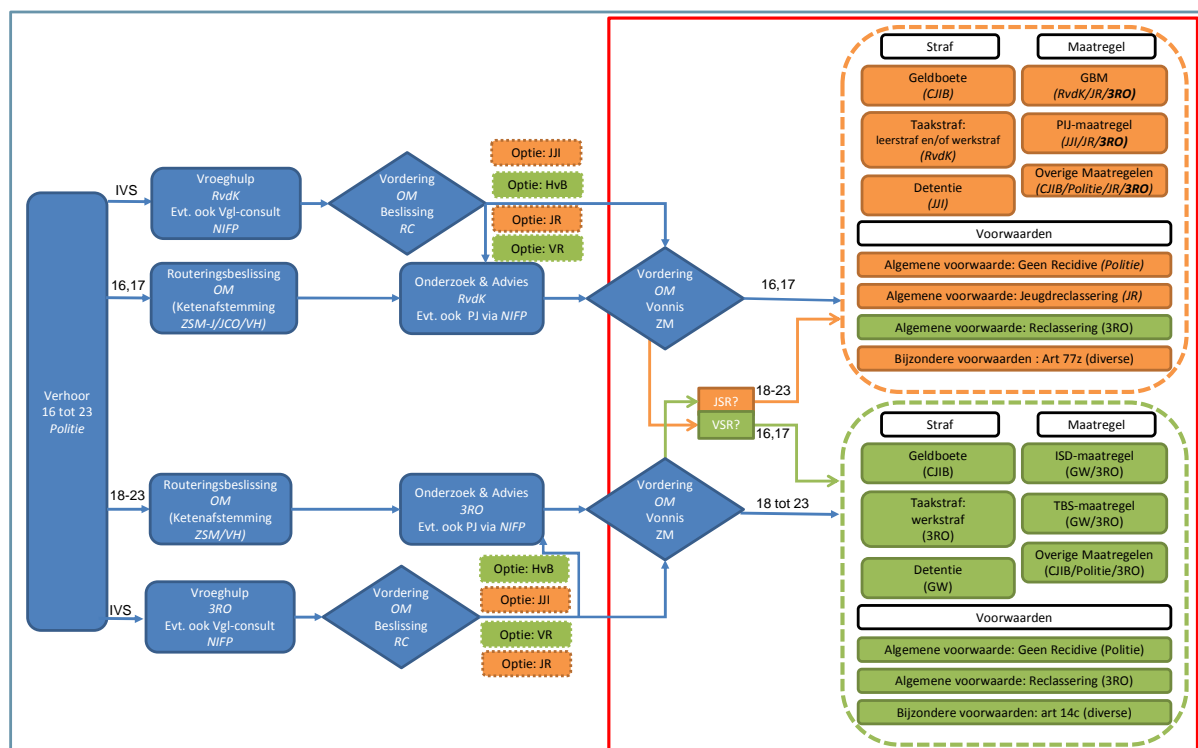 Verhoor
16 tot 23
Politie
IVS
Vroeghulp
RvdK
Evt. ook Vgl-consult
NIFP
Vordering
OM
Beslissing
RC
Optie: JJI
Optie: HvB
Optie: JR
Optie: VR
16,17
Routeringsbeslissing
OM
(Ketenafstemming
ZSM-J/JCO/VH)
Onderzoek & Advies
RvdK
Evt. ook PJ via NIFP
Vordering
OM
Vonnis
ZM
16,17
JSR?
VSR?
18-23
16,17
18-23
Routeringsbeslissing
OM
(Ketenafstemming
ZSM/VH)
Onderzoek & Advies
3RO
Evt. ook PJ via NIFP
Vordering
OM
Vonnis
ZM
18 tot 23
IVS
Vroeghulp
3RO
Evt. ook Vgl-consult
NIFP
Vordering
OM
Beslissing
RC
Optie: HvB
Optie: JJI
Optie: VR
Optie: JR
Straf
Maatregel
Geldboete
(CJIB)
GBM
(RvdK/JR/3RO)
Taakstraf:
leerstraf en/of werkstraf
(RvdK)
PIJ-maatregel
(JJI/JR/3RO)
Detentie
(JJI)
Overige Maatregelen
(CJIB/Politie/JR/3RO)
Voorwaarden
Algemene voorwaarde: Geen Recidive (Politie)
Algemene voorwaarde: Jeugdreclassering (JR)
Algemene voorwaarde: Reclassering (3RO)
Bijzondere voorwaarden : Art 77z (diverse)
Straf
Maatregel
Geldboete
(CJIB)
ISD-maatregel
(GW/3RO)
Taakstraf:
werkstraf
(3RO)
TBS-maatregel
(GW/3RO)
Detentie
(GW)
Overige Maatregelen
(CJIB/Politie/3RO)
Voorwaarden
Algemene voorwaarde: Geen Recidive (Politie)
Algemene voorwaarde: Reclassering (3RO)
Bijzondere voorwaarden: art 14c (diverse)